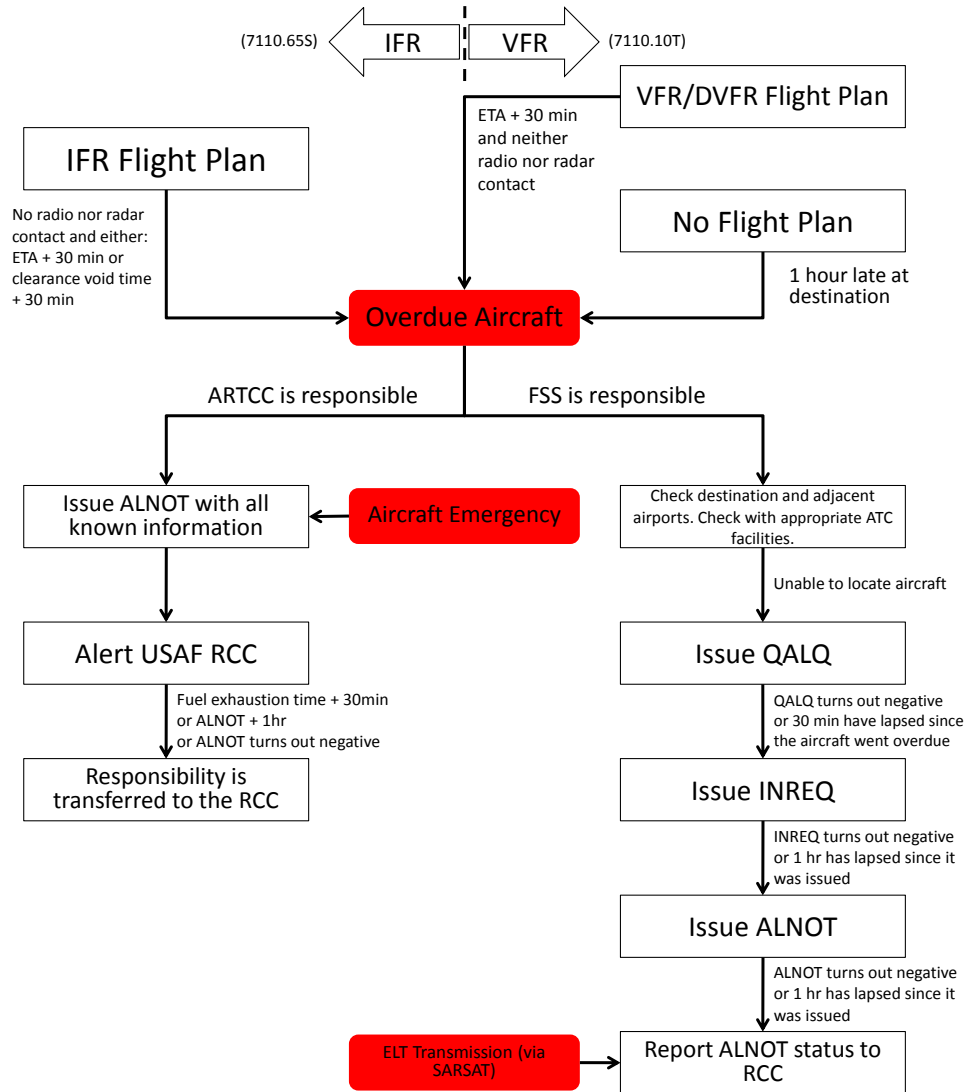 (7110.65S)
IFR
VFR
(7110.10T)
VFR/DVFR Flight Plan
ETA + 30 min
and neither
radio nor radar
contact
IFR Flight Plan
No Flight Plan
No radio nor radar
contact and either:
ETA + 30 min or
clearance void time
+ 30 min
1 hour late at
destination
Overdue Aircraft
ARTCC is responsible
FSS is responsible
Issue ALNOT with all
known information
Aircraft Emergency
Check destination and adjacent
airports. Check with appropriate ATC
facilities.
Unable to locate aircraft
Alert USAF RCC
Issue QALQ
Fuel exhaustion time + 30min
or ALNOT + 1hr
or ALNOT turns out negative
QALQ turns out negative
or 30 min have lapsed since
the aircraft went overdue
Responsibility is
transferred to the RCC
Issue INREQ
INREQ turns out negative
or 1 hr has lapsed since it
was issued
Issue ALNOT
ALNOT turns out negative
or 1 hr has lapsed since it
was issued
ELT Transmission (via
SARSAT)
Report ALNOT status to
RCC